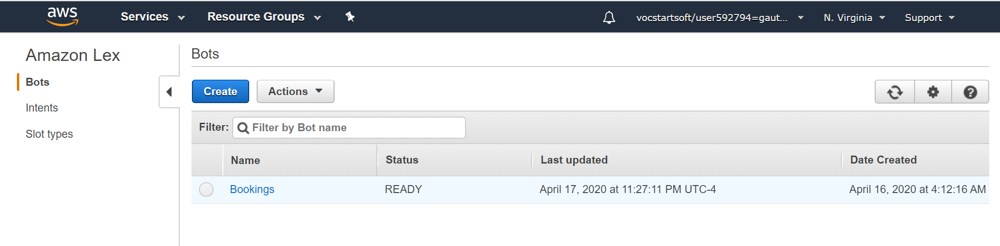 aws Services Resource Groups vocstartsoft/user592794=gaut... N. Virginia Support
Amazon Lex
Bots
Intents
Slot types
Bots
Create Actions
Filter: Filter by Bot name
Name Status Last updated Date Created
Bookings READY April 17, 2020 at 11:27:11 PM UTC-4 April 16, 2020 at 4:12:16 AM